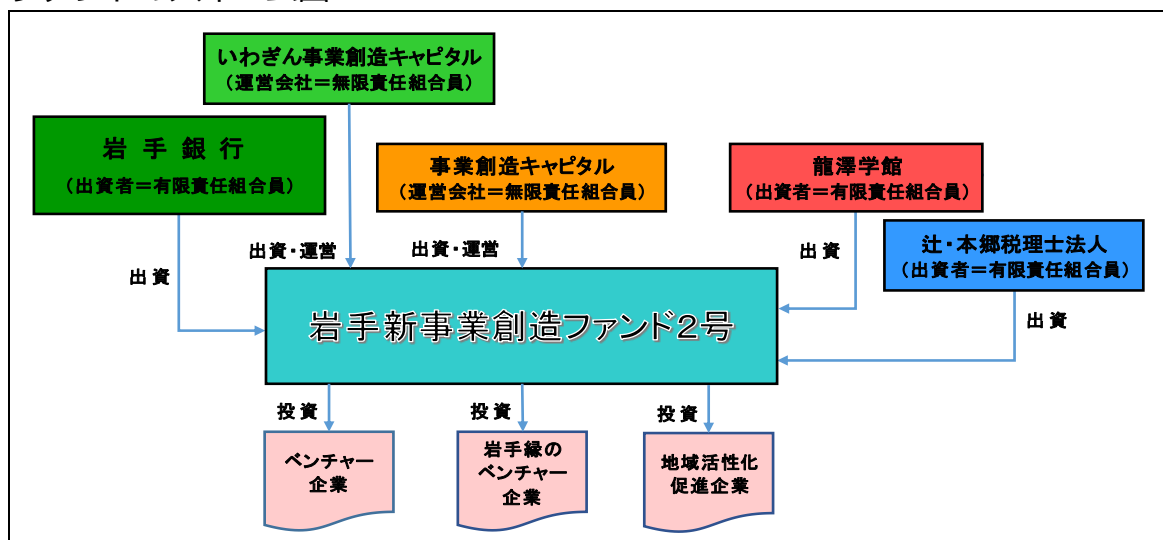 いわぎん事業創造キャピタル
（運営会社＝無限責任組合員）
岩手銀行
（出資者＝有限責任組合員）
事業創造キャピタル
（運営会社＝無限責任組合員）
龍澤学館
（出資者＝有限責任組合員）
辻・本郷税理士法人
（出資者＝有限責任組合員）
出資
出資・運営
出資・運営
出資
出資
岩手新事業創造ファンド２号
投資
投資
投資
ベンチャー
企業
岩手縁の
ベンチャー
企業
地域活性化
促進企業